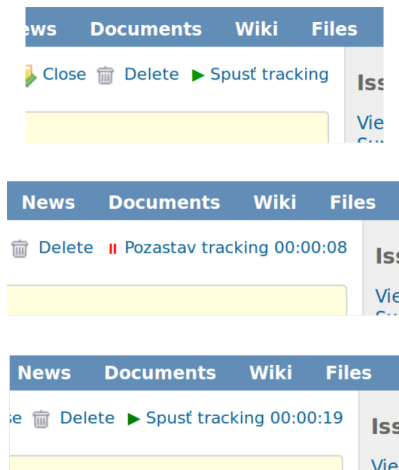 News Documents Wiki Files
Close Delete Spusť tracking
News Documents Wiki Files
Delete Pozastav tracking 00:00:08
News Documents Wiki Files
Delete Spusť tracking 00:00:19